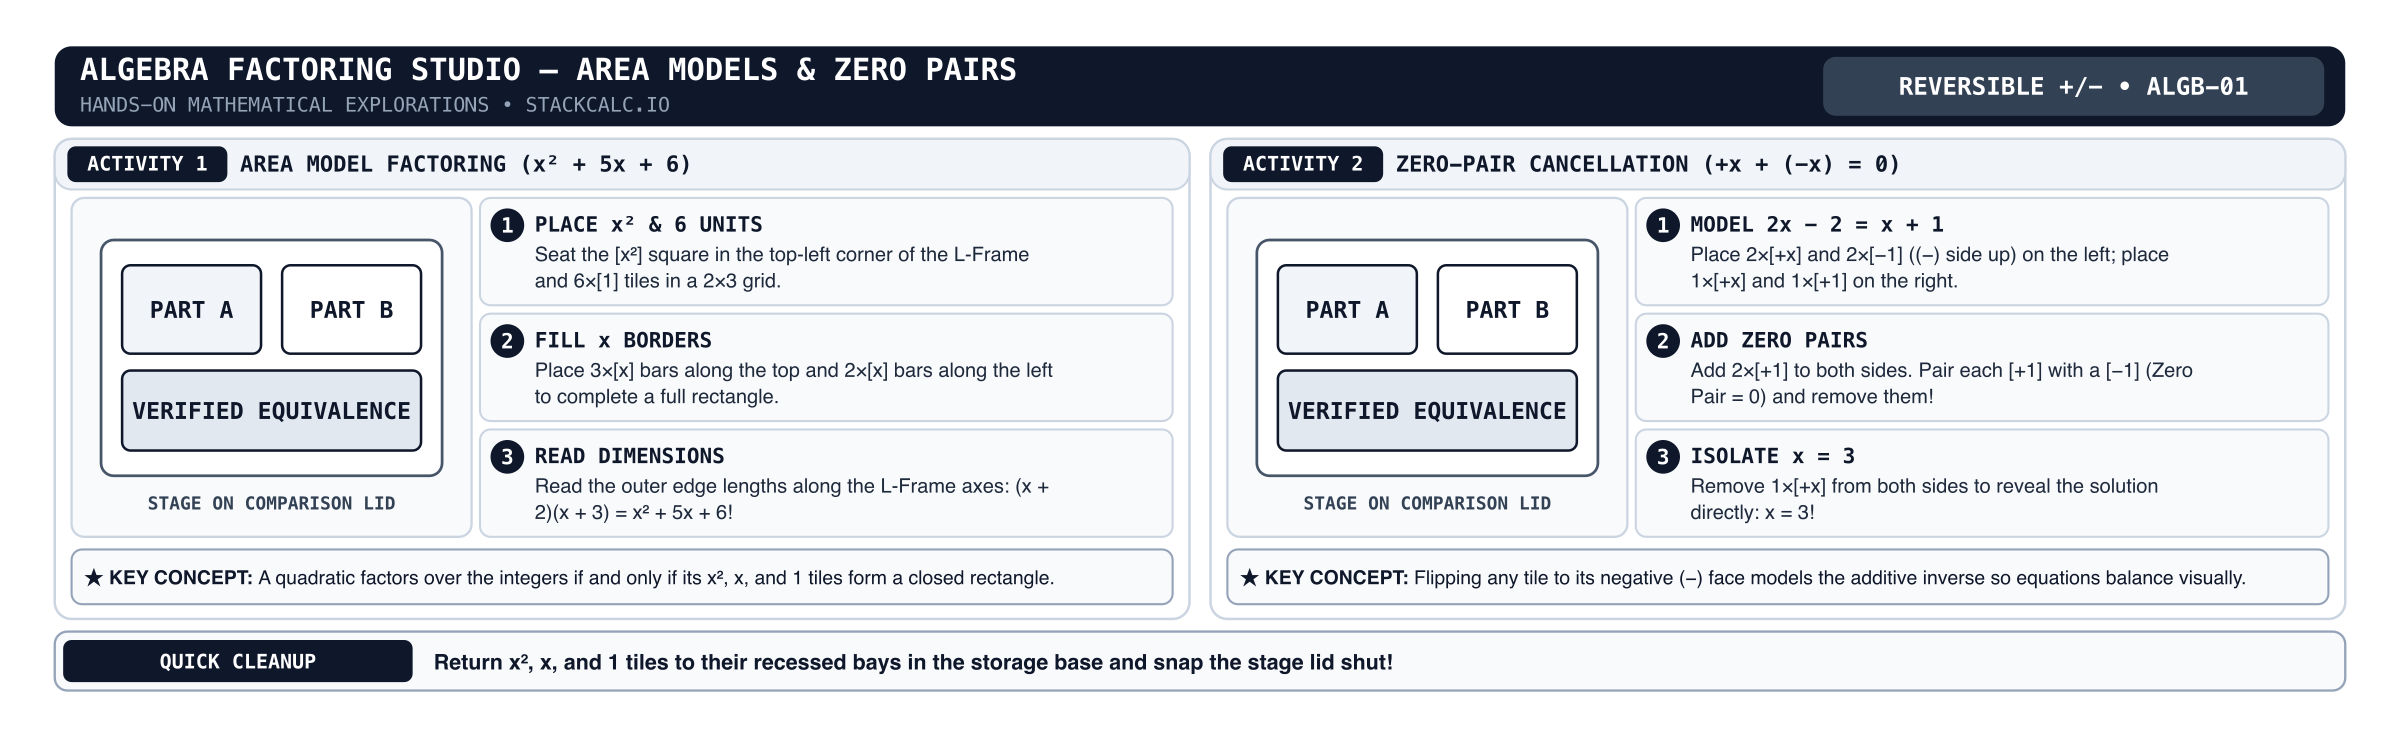 ALGEBRA FACTORING STUDIO — AREA MODELS & ZERO PAIRS
HANDS-ON MATHEMATICAL EXPLORATIONS • STACKCALC.IO
REVERSIBLE +/− • ALGB-01
ACTIVITY 1 AREA MODEL FACTORING (x² + 5x + 6)
PART A PART B
VERIFIED EQUIVALENCE
STAGE ON COMPARISON LID
1 PLACE x² & 6 UNITS
Seat the [x²] square in the top-left corner of the L-Frame
and 6×[1] tiles in a 2×3 grid.
2 FILL x BORDERS
Place 3×[x] bars along the top and 2×[x] bars along the left
to complete a full rectangle.
3 READ DIMENSIONS
Read the outer edge lengths along the L-Frame axes: (x +
2)(x + 3) = x² + 5x + 6!
★ KEY CONCEPT: A quadratic factors over the integers if and only if its x², x, and 1 tiles form a closed rectangle.
ACTIVITY 2 ZERO-PAIR CANCELLATION (+x + (-x) = 0)
PART A PART B
VERIFIED EQUIVALENCE
STAGE ON COMPARISON LID
1 MODEL 2x − 2 = x + 1
Place 2×[+x] and 2×[−1] ((−) side up) on the left; place
1×[+x] and 1×[+1] on the right.
2 ADD ZERO PAIRS
Add 2×[+1] to both sides. Pair each [+1] with a [−1] (Zero
Pair = 0) and remove them!
3 ISOLATE x = 3
Remove 1×[+x] from both sides to reveal the solution
directly: x = 3!
★ KEY CONCEPT: Flipping any tile to its negative (−) face models the additive inverse so equations balance visually.
QUICK CLEANUP Return x², x, and 1 tiles to their recessed bays in the storage base and snap the stage lid shut!